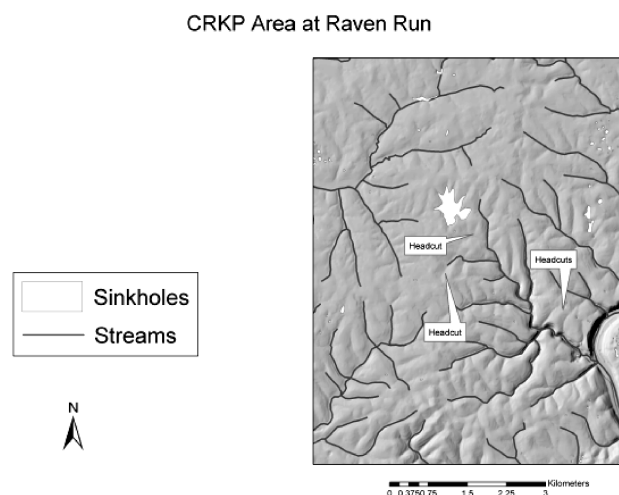 CRKP Area at Raven Run
Headcut
Headcuts
Headcut
Sinkholes
Streams
N
Kilometers
0 0.375 0.75 1.5 2.25 3